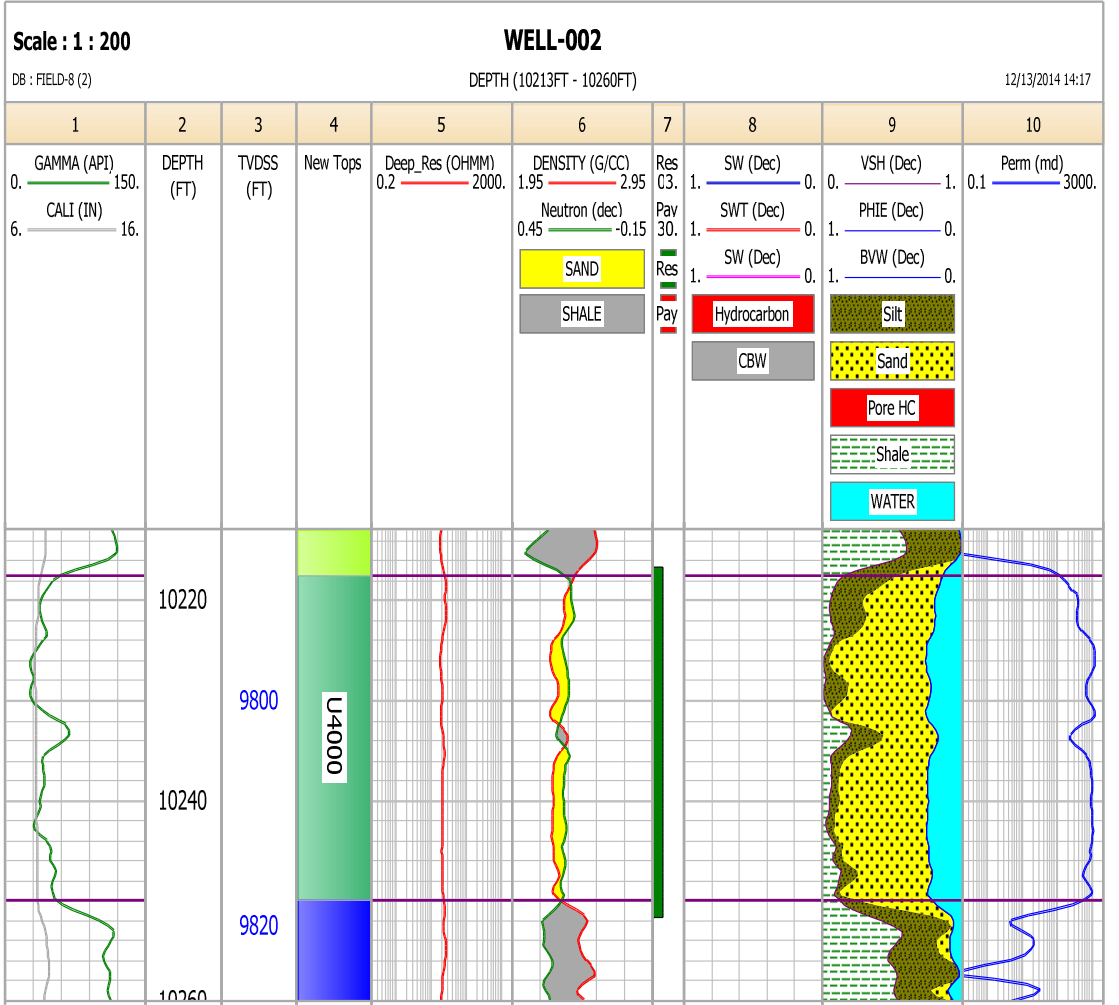 Scale : 1 : 200
WELL-002
DB : FIELD-8 (2)
DEPTH (10213FT - 10260FT)
12/13/2014 14:17
1 2 3 4 5 6 7 8 9 10
GAMMA (API)
0. 150.
CALI (IN)
6. 16.
DEPTH
(FT)
TVDSS
(FT)
New Tops
Deep_Res (OHMM)
0.2 2000.
DENSITY (G/CC)
1.95 2.95
Neutron (dec)
0.45 -0.15
SAND
SHALE
Res
03.
Pay
30.
Res
Pay
SW (Dec)
1. 0.
SWT (Dec)
1. 0.
SW (Dec)
1. 0.
Hydrocarbon
CBW
VSH (Dec)
0. 1.
PHIE (Dec)
1. 0.
BVW (Dec)
1. 0.
Silt
Sand
Pore HC
Shale
WATER
Perm (md)
0.1 3000.
10220
9800
U4000
10240
9820
10260